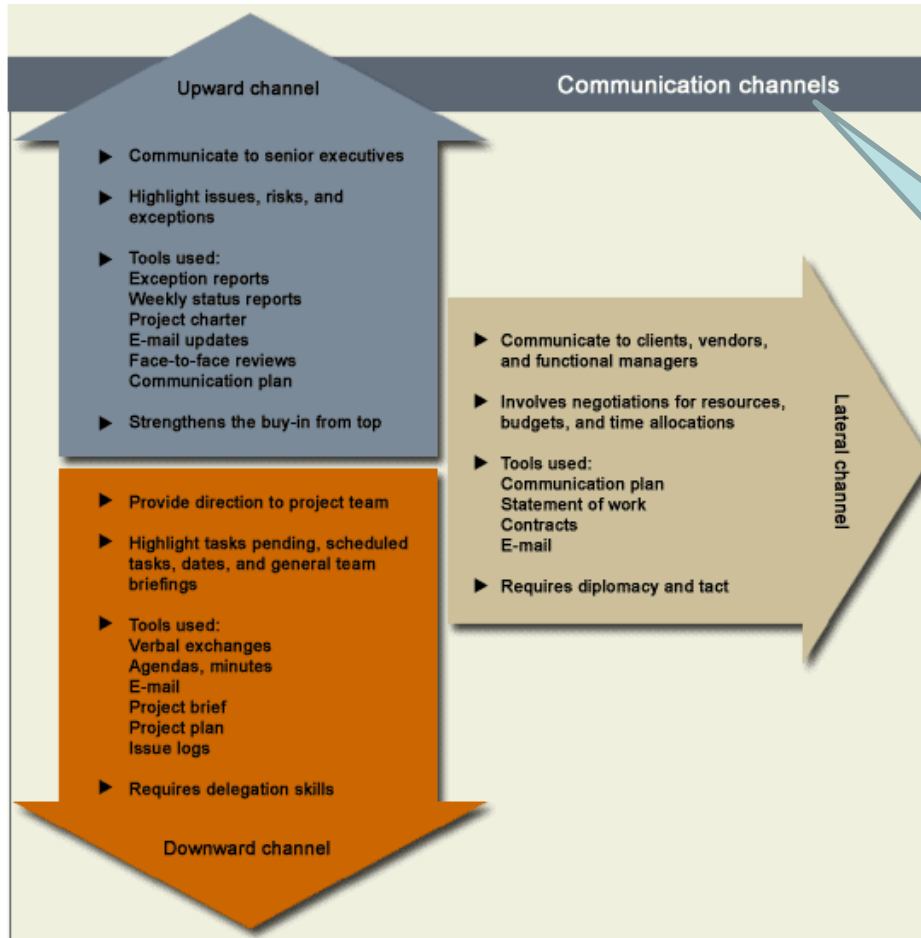 Communication channels
Upward channel
► Communicate to senior executives
► Highlight issues, risks, and
exceptions
► Tools used:
Exception reports
Weekly status reports
Project charter
E-mail updates
Face-to-face reviews
Communication plan
► Strengthens the buy-in from top
► Communicate to clients, vendors,
and functional managers
► Involves negotiations for resources,
budgets, and time allocations
► Tools used:
Communication plan
Statement of work
Contracts
E-mail
► Requires diplomacy and tact
Lateral channel
► Provide direction to project team
► Highlight tasks pending, scheduled
tasks, dates, and general team
briefings
► Tools used:
Verbal exchanges
Agendas, minutes
E-mail
Project brief
Project plan
Issue logs
► Requires delegation skills
Downward channel